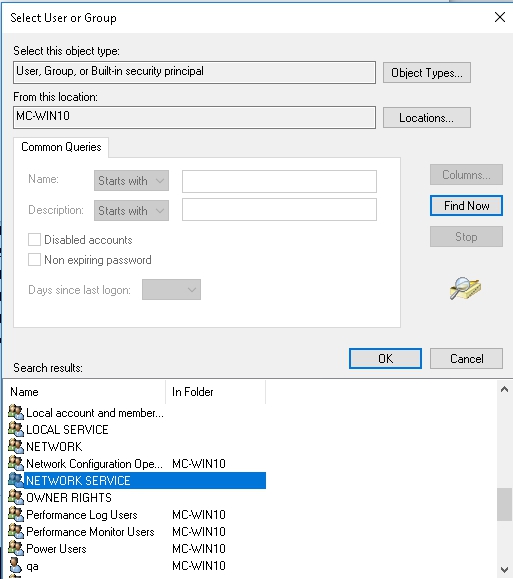 Select User or Group
Select this object type:
User, Group, or Built-in security principal
Object Types...
From this location:
MC-WIN10
Locations...
Common Queries
Name: Starts with
Columns...
Description: Starts with
Find Now
Disabled accounts
Stop
Non expiring password
Days since last logon:
OK Cancel
Search results:
Name In Folder
Local account and member...
LOCAL SERVICE
NETWORK
Network Configuration Ope... MC-WIN10
NETWORK SERVICE
OWNER RIGHTS
Performance Log Users MC-WIN10
Performance Monitor Users MC-WIN10
Power Users MC-WIN10
qa MC-WIN10